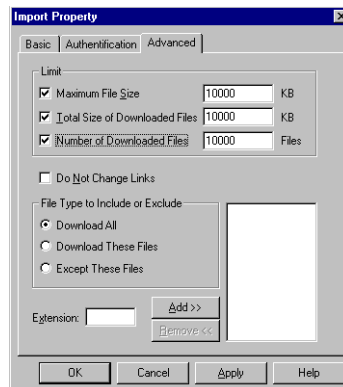 Import Property
Basic Authentification Advanced
Limit
Maximum File Size 10000 KB
Total Size of Downloaded Files 10000 KB
Number of Downloaded Files 10000 Files
Do Not Change Links
File Type to Include or Exclude
Download All
Download These Files
Except These Files
Extension: Add >>
Remove <<
OK Cancel Apply Help